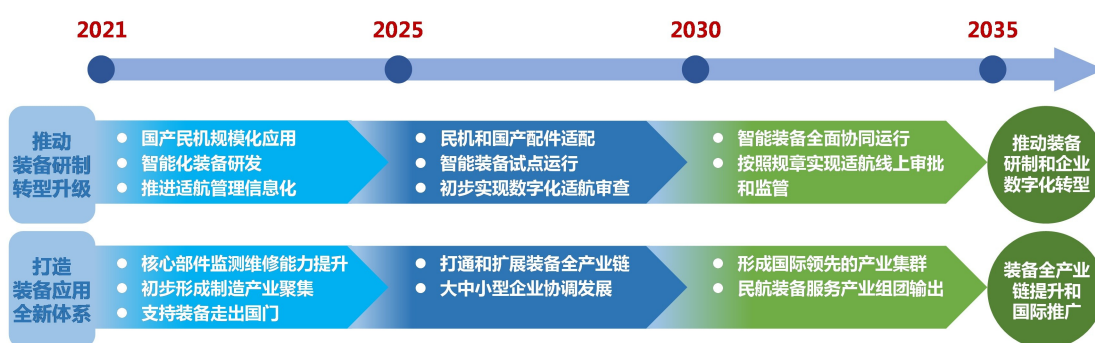 2021
2025
2030
2035
推动
装备研制
转型升级
国产民机规模化应用
智能化装备研发
推进适航管理信息化
民机和国产配件适配
智能装备试点运行
初步实现数字化适航审查
智能装备全面协同运行
按照规章实现适航线上审批
和监管
推动装备
研制和企业
数字化转型
打造
装备应用
全新体系
核心部件监测维修能力提升
初步形成制造产业聚集
支持装备走出国门
打通和扩展装备全产业链
大中小型企业协调发展
形成国际领先的产业集群
民航装备服务产业组团输出
装备全产业
链提升和
国际推广